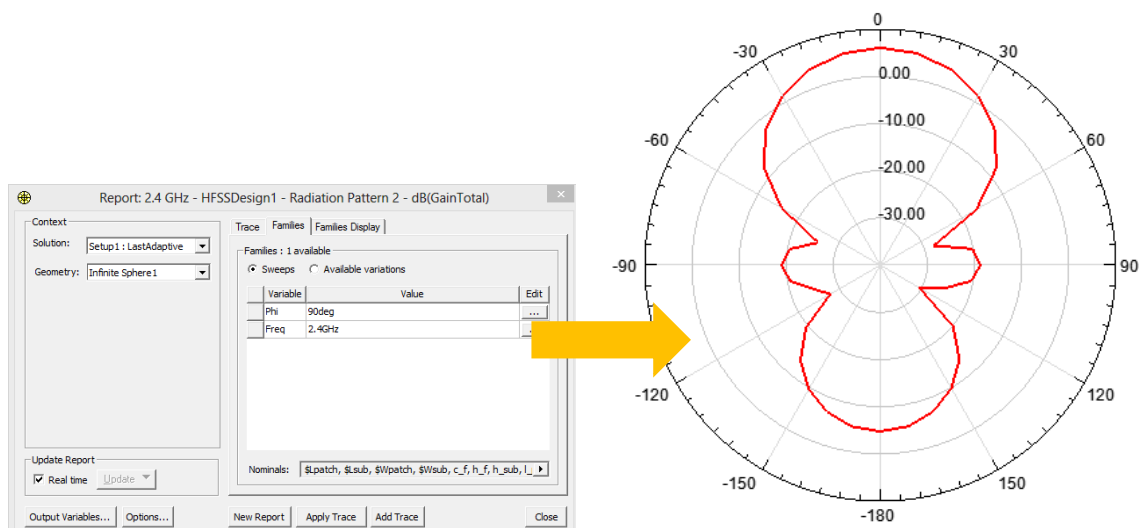 Report: 2.4 GHz - HFSSDesign1 - Radiation Pattern 2 - dB(GainTotal)
Context
Solution: Setup1 : LastAdaptive
Geometry: Infinite Sphere1
Update Report
Real time Update
Output Variables... Options...
Trace Families Families Display
Families : 1 available
Sweeps Available variations
Variable Value Edit
Phi 90deg ...
Freq 2.4GHz
Nominals: $Lpatch, $Lsub, $Wpatch, $Wsub, c_f, h_f, h_sub, l_
New Report Apply Trace Add Trace Close
0
-30 30
0.00
-10.00
-60 60
-20.00
-30.00
-90 90
-120 120
-150 150
-180